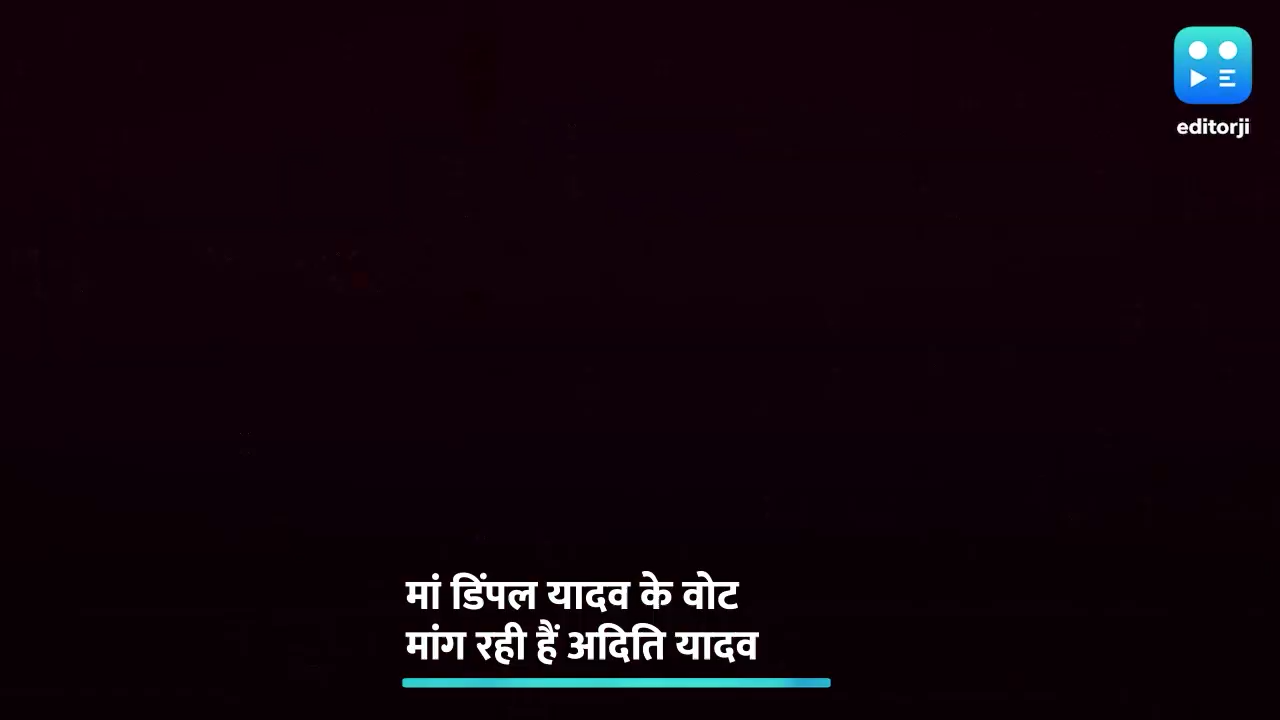 editorji
मां डिंपल यादव के वोट
मांग रही हैं अदिति यादव